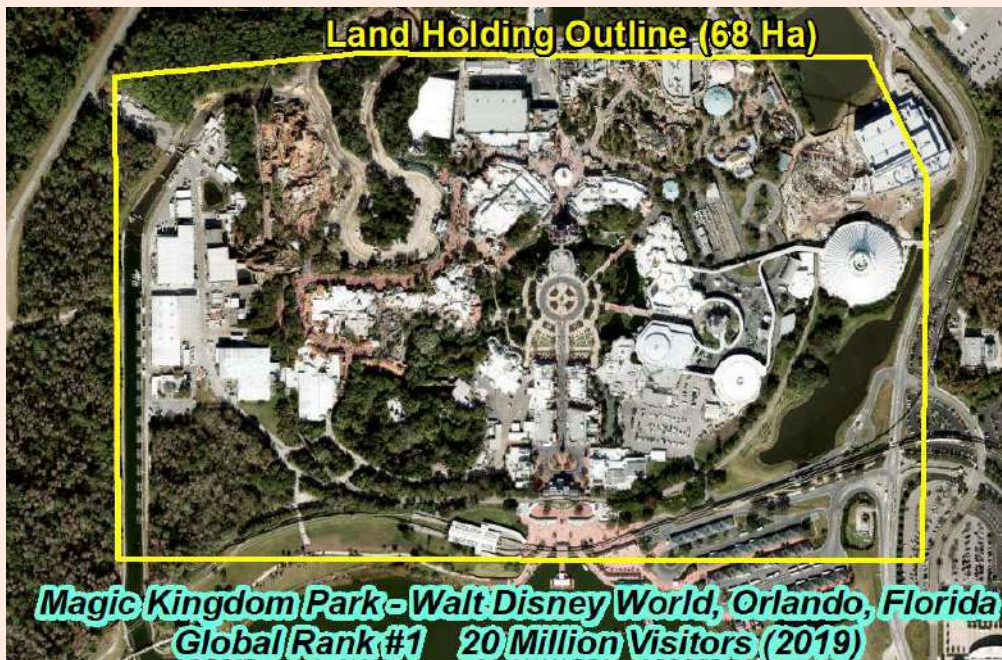 Land Holding Outline (68 Ha)
Magic Kingdom Park - Walt Disney World, Orlando, Florida
Global Rank #1 20 Million Visitors (2019)